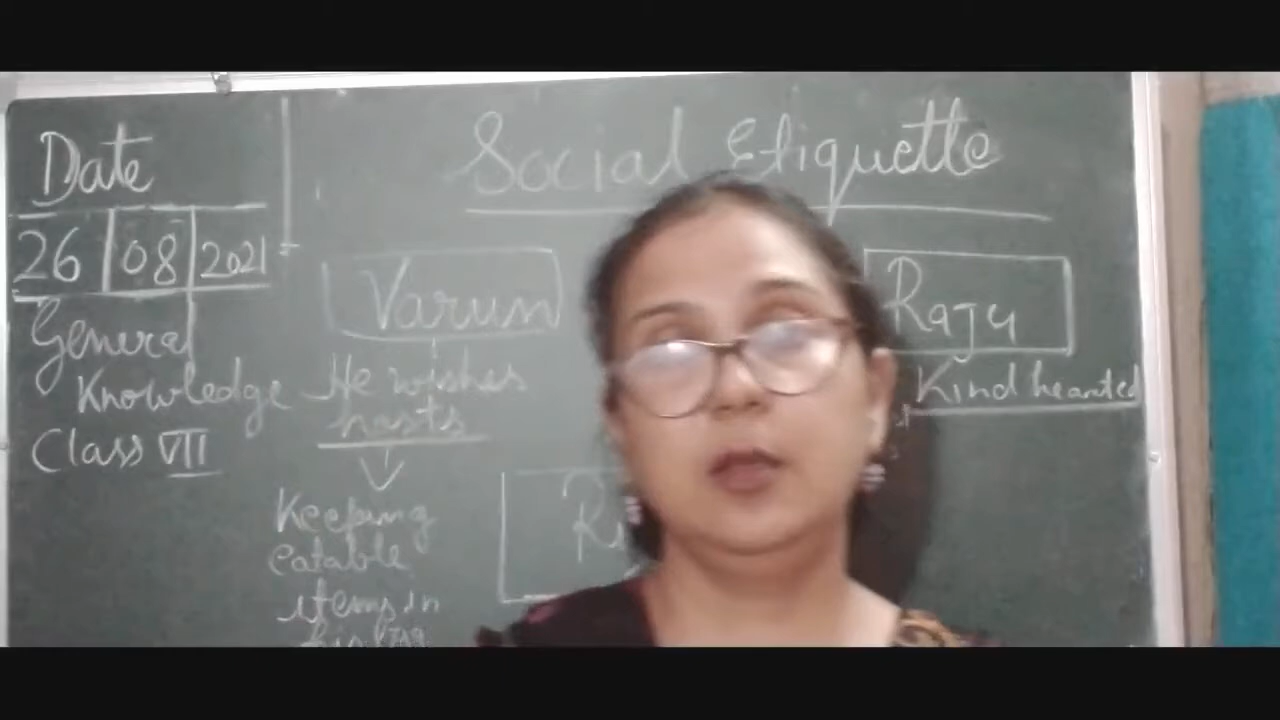 Date
26 08 2021
General
Knowledge
Class VII
Social Etiquette
Varun
He wishes
hosts
Keeping
eatable
items in
his
Raju
Kind hearted